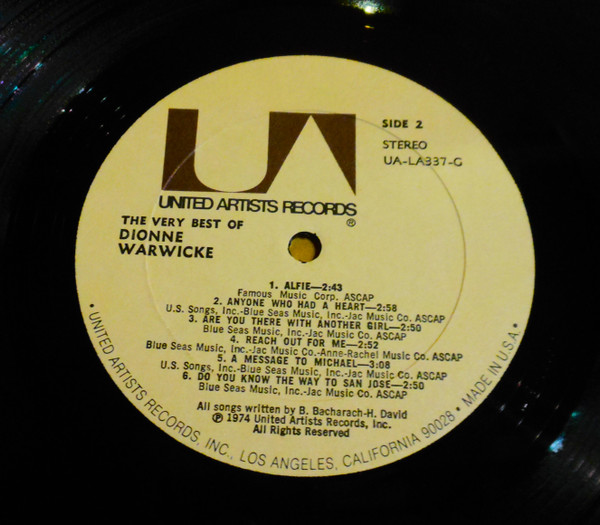 UA
SIDE 2
STEREO
UA-LA337-G
UNITED ARTISTS RECORDS
®
THE VERY BEST OF
DIONNE
WARWICKE
1. ALFIE—2:43
Famous Music Corp. ASCAP
2. ANYONE WHO HAD A HEART—2:58
U.S. Songs, Inc.-Blue Seas Music, Inc.-Jac Music Co. ASCAP
3. ARE YOU THERE WITH ANOTHER GIRL—2:50
Blue Seas Music, Inc.-Jac Music Co. ASCAP
4. REACH OUT FOR ME—2:52
Blue Seas Music, Inc.-Jac Music Co.-Anne-Rachel Music Co. ASCAP
5. A MESSAGE TO MICHAEL—3:08
U.S. Songs, Inc.-Blue Seas Music, Inc.-Jac Music Co. ASCAP
6. DO YOU KNOW THE WAY TO SAN JOSE—2:50
Blue Seas Music, Inc.-Jac Music Co. ASCAP
All songs written by B. Bacharach-H. David
℗ 1974 United Artists Records, Inc.
All Rights Reserved
• UNITED ARTISTS RECORDS, INC., LOS ANGELES, CALIFORNIA 90028 • MADE IN U.S.A. •